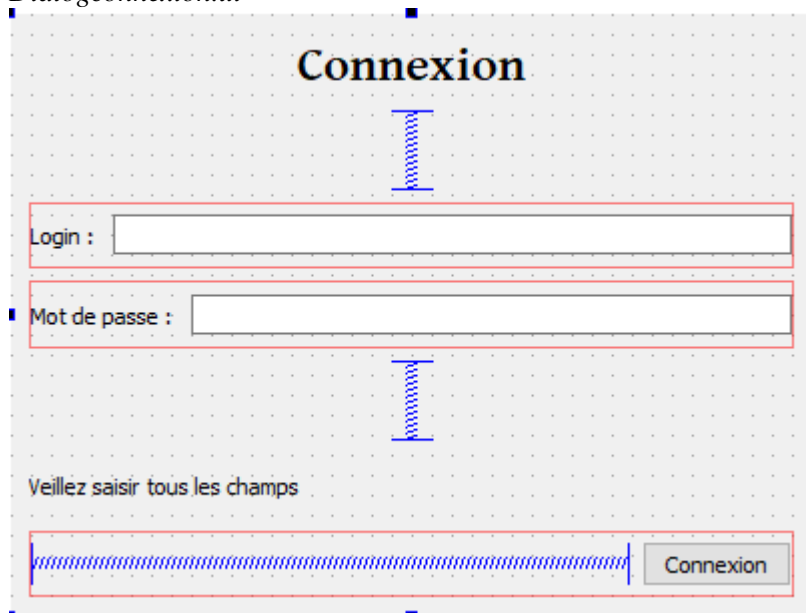 Connexion
Login :
Mot de passe :
Veillez saisir tous les champs
Connexion